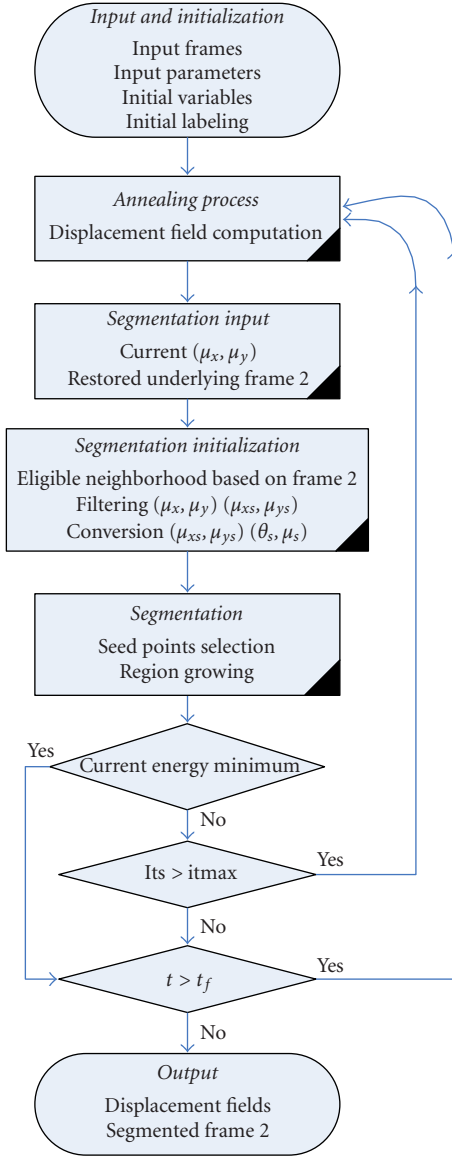 Input and initialization
Input frames
Input parameters
Initial variables
Initial labeling
Annealing process
Displacement field computation
Segmentation input
Current (μx, μy)
Restored underlying frame 2
Segmentation initialization
Eligible neighborhood based on frame 2
Filtering (μx, μy) (μxs, μys)
Conversion (μxs, μys) (θs, μs)
Segmentation
Seed points selection
Region growing
Yes
Current energy minimum
No
Its > itmax
Yes
No
t > tf
Yes
No
Output
Displacement fields
Segmented frame 2